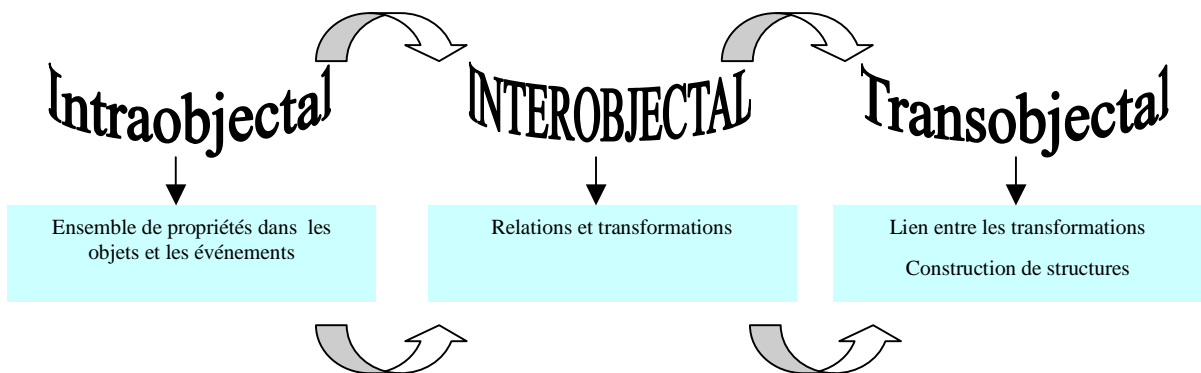 Intraobjectal
INTEROBJECTAL
Transobjectal
Ensemble de propriétés dans les
objets et les événements
Relations et transformations
Lien entre les transformations
Construction de structures